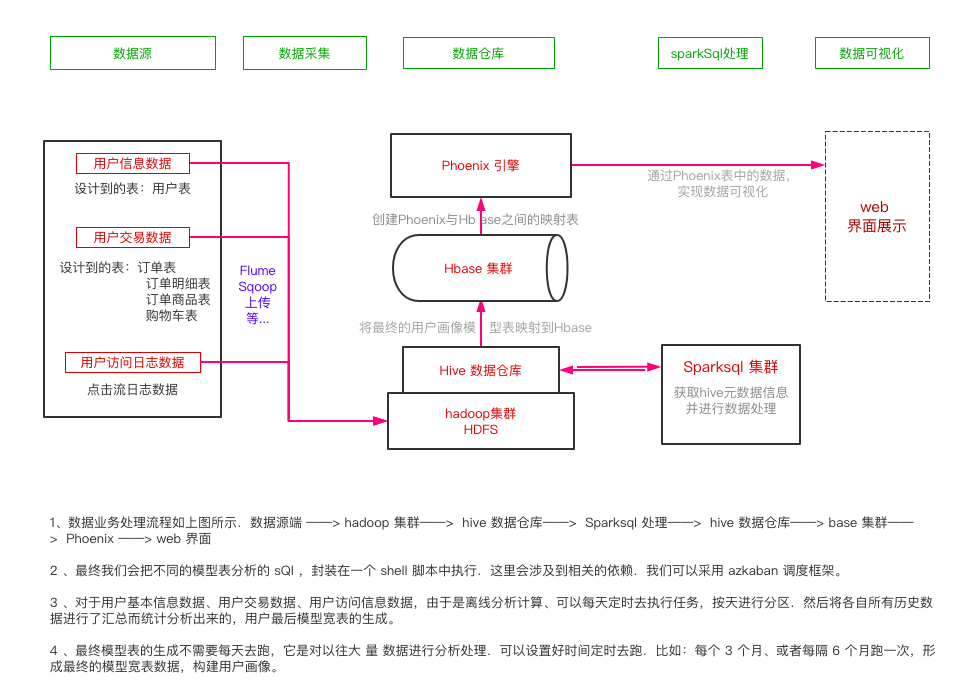 数据源
数据采集
数据仓库
sparkSql处理
数据可视化
用户信息数据
设计到的表：用户表
用户交易数据
设计到的表：订单表
订单明细表
订单商品表
购物车表
用户访问日志数据
点击流日志数据
Flume
Sqoop
上传
等...
Phoenix 引擎
创建Phoenix与Hb ase之间的映射表
Hbase 集群
将最终的用户画像模 型表映射到Hbase
Hive 数据仓库
hadoop集群
HDFS
Sparksql 集群
获取hive元数据信息
并进行数据处理
通过Phoenix表中的数据，
实现数据可视化
web
界面展示
1、数据业务处理流程如上图所示．数据源端 ——> hadoop 集群——> hive 数据仓库——> Sparksql 处理——> hive 数据仓库——> base 集群——
> Phoenix ——> web 界面
2 、最终我们会把不同的模型表分析的 sQl ，封装在一个 shell 脚本中执行．这里会涉及到相关的依赖．我们可以采用 azkaban 调度框架。
3 、对于用户基本信息数据、用户交易数据、用户访问信息数据，由于是离线分析计算、可以每天定时去执行任务，按天进行分区．然后将各自所有历史数
据进行了汇总而统计分析出来的，用户最后模型宽表的生成。
4 、最终模型表的生成不需要每天去跑，它是对以往大 量 数据进行分析处理．可以设置好时间定时去跑．比如：每个 3 个月、或者每隔 6 个月跑一次，形
成最终的模型宽表数据，构建用户画像。